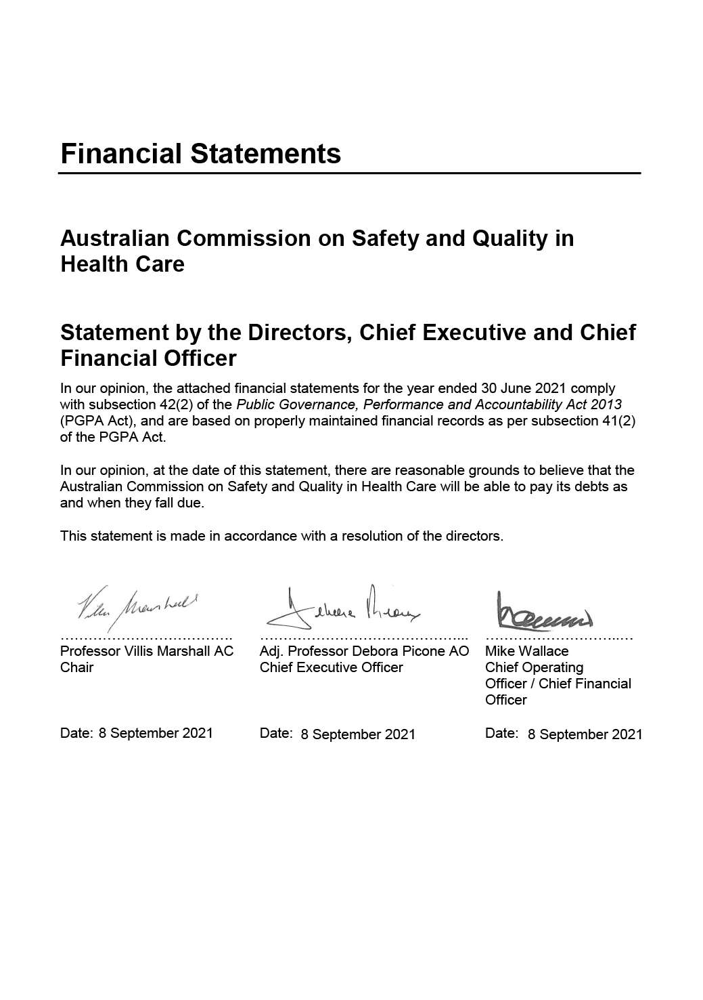 Financial Statements
Australian Commission on Safety and Quality in
Health Care
Statement by the Directors, Chief Executive and Chief
Financial Officer
In our opinion, the attached financial statements for the year ended 30 June 2021 comply
with subsection 42(2) of the Public Governance, Performance and Accountability Act 2013
(PGPA Act), and are based on properly maintained financial records as per subsection 41(2)
of the PGPA Act.
In our opinion, at the date of this statement, there are reasonable grounds to believe that the
Australian Commission on Safety and Quality in Health Care will be able to pay its debts as
and when they fall due.
This statement is made in accordance with a resolution of the directors.
Professor Villis Marshall AC
Chair
Date: 8 September 2021
Adj. Professor Debora Picone AO
Chief Executive Officer
Date: 8 September 2021
Mike Wallace
Chief Operating
Officer / Chief Financial
Officer
Date: 8 September 2021